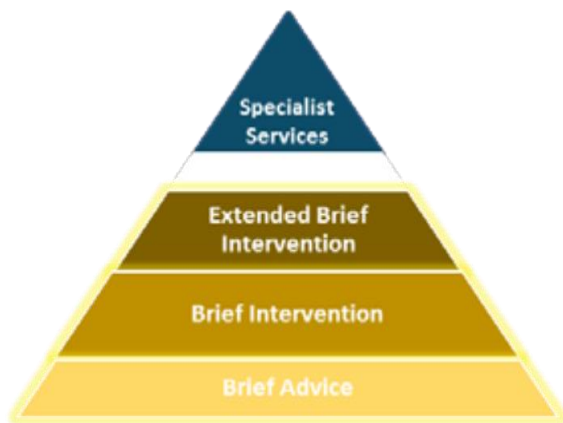 Specialist
Services
Extended Brief
Intervention
Brief Intervention
Brief Advice